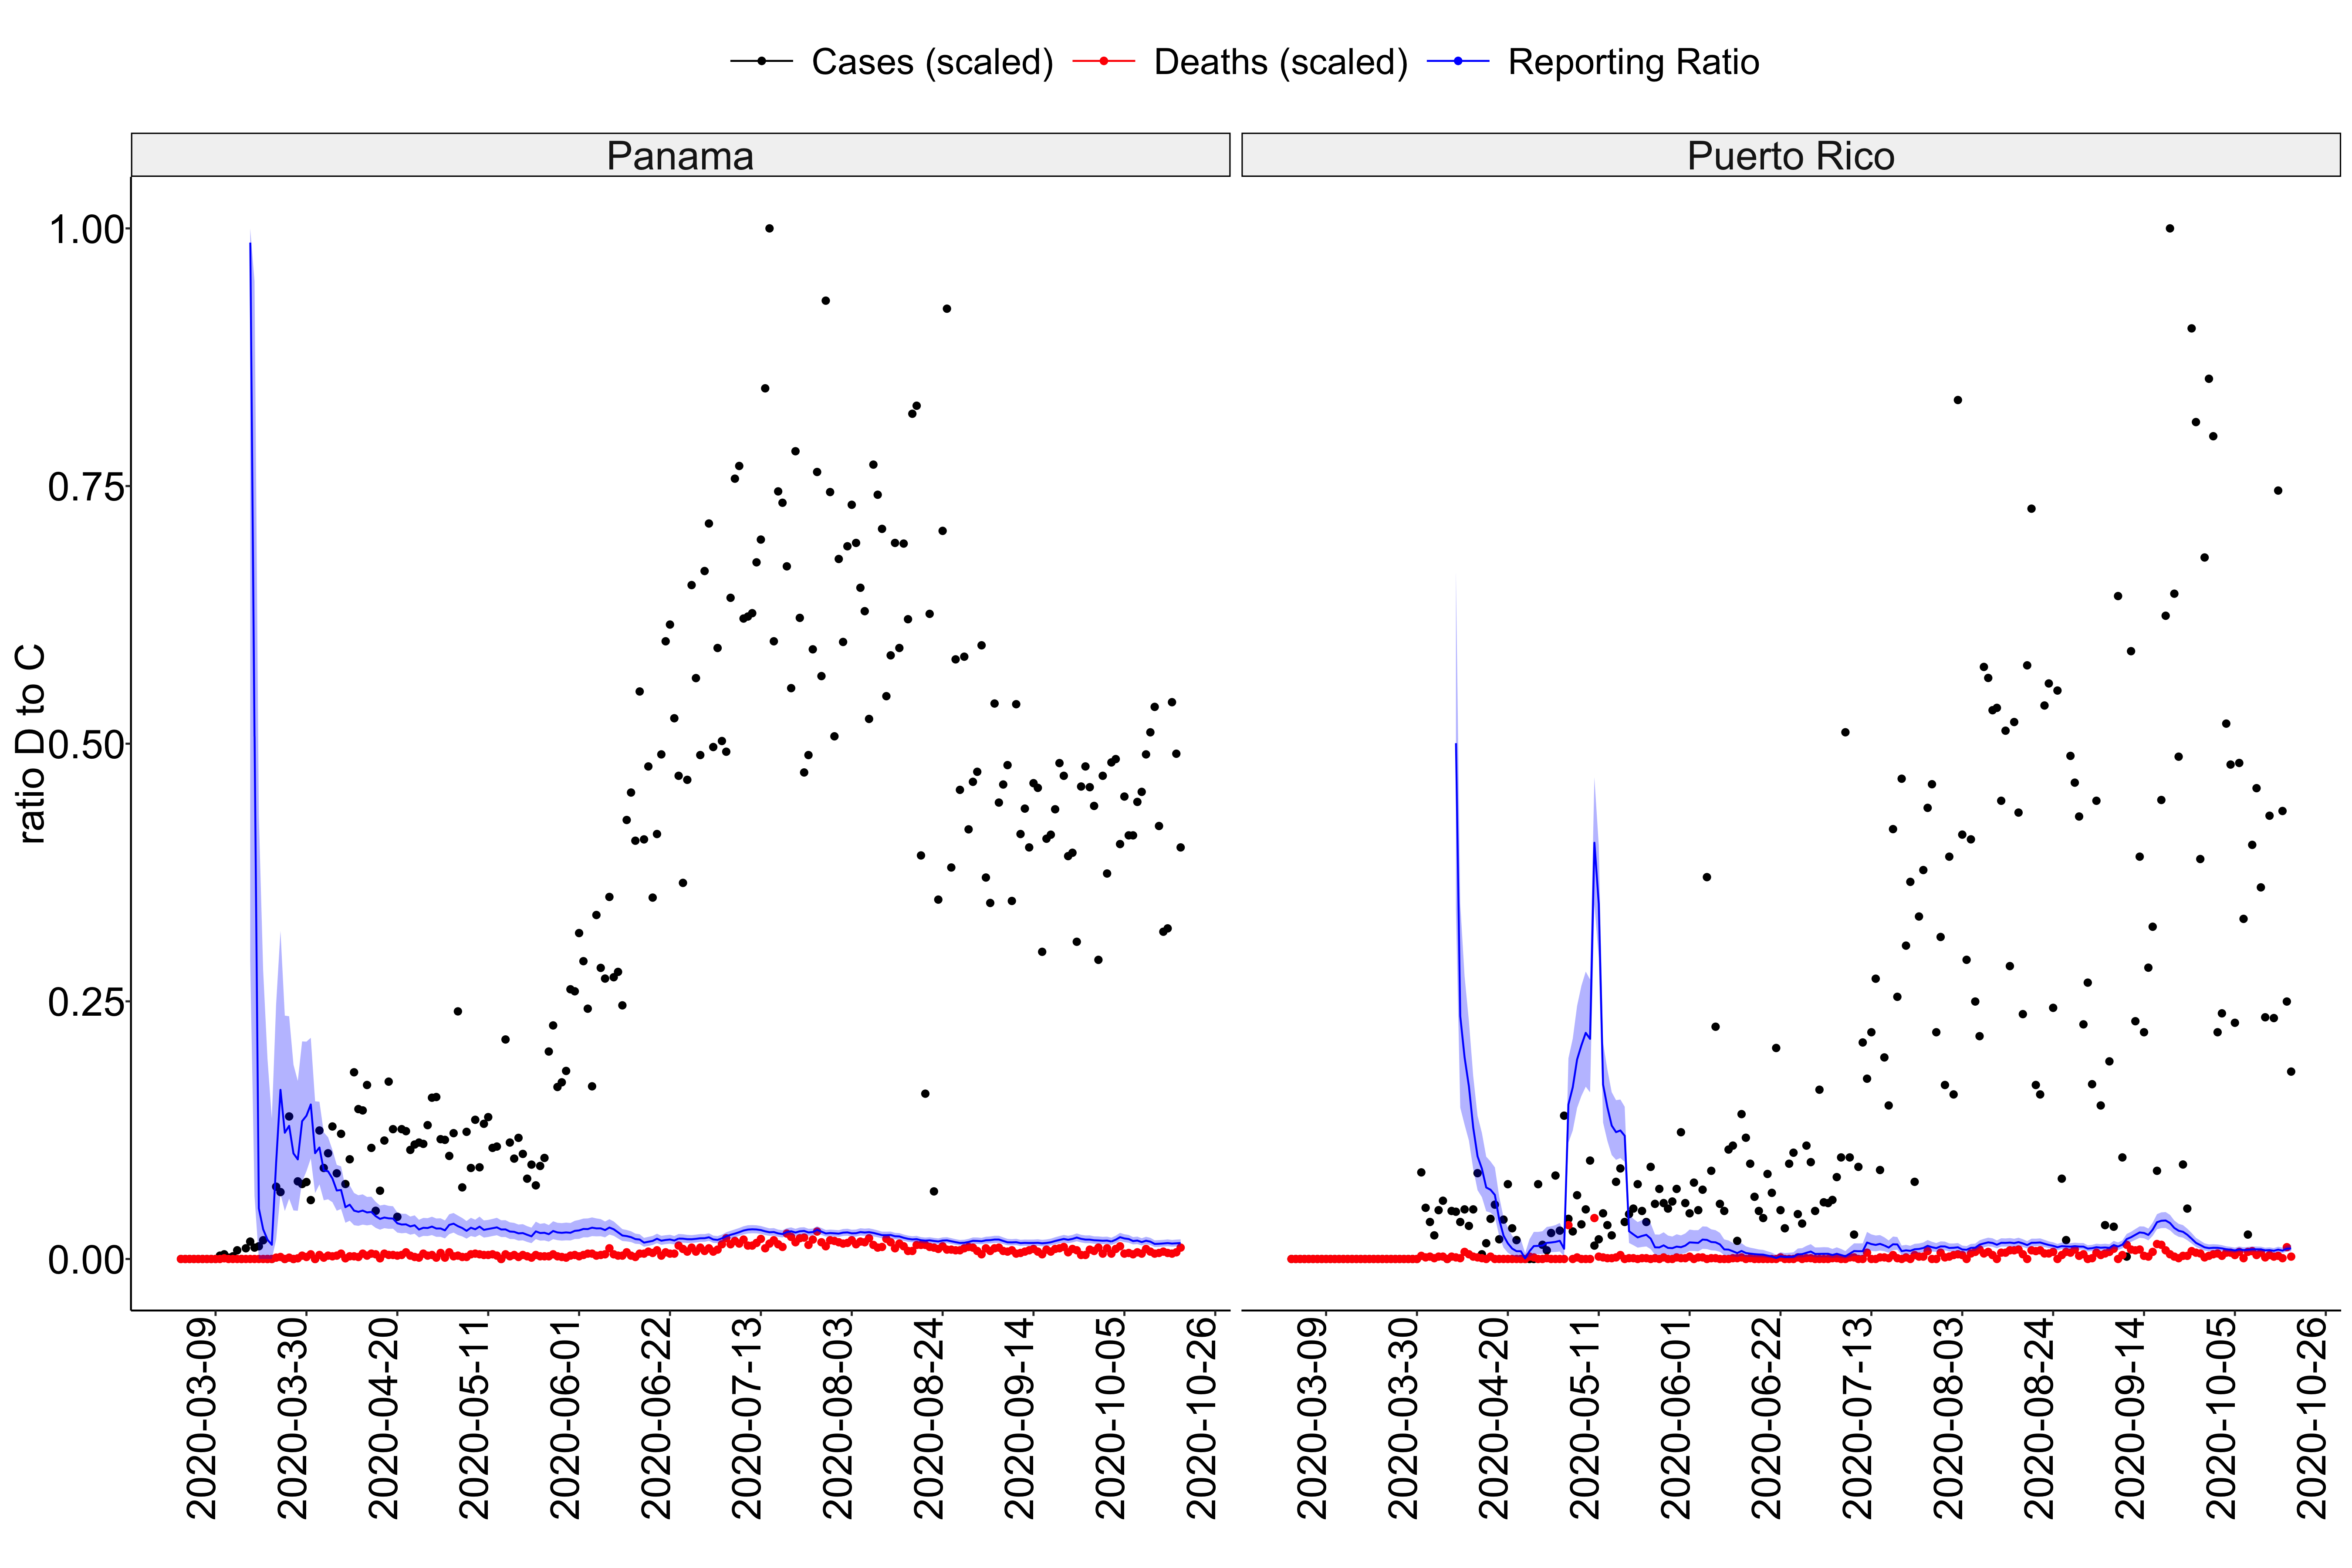 Cases (scaled) Deaths (scaled) Reporting Ratio
Panama Puerto Rico
ratio D to C
1.00
0.75
0.50
0.25
0.00
2020-03-09 2020-03-30 2020-04-20 2020-05-11 2020-06-01 2020-06-22 2020-07-13 2020-08-03 2020-08-24 2020-09-14 2020-10-05 2020-10-26 2020-03-09 2020-03-30 2020-04-20 2020-05-11 2020-06-01 2020-06-22 2020-07-13 2020-08-03 2020-08-24 2020-09-14 2020-10-05 2020-10-26